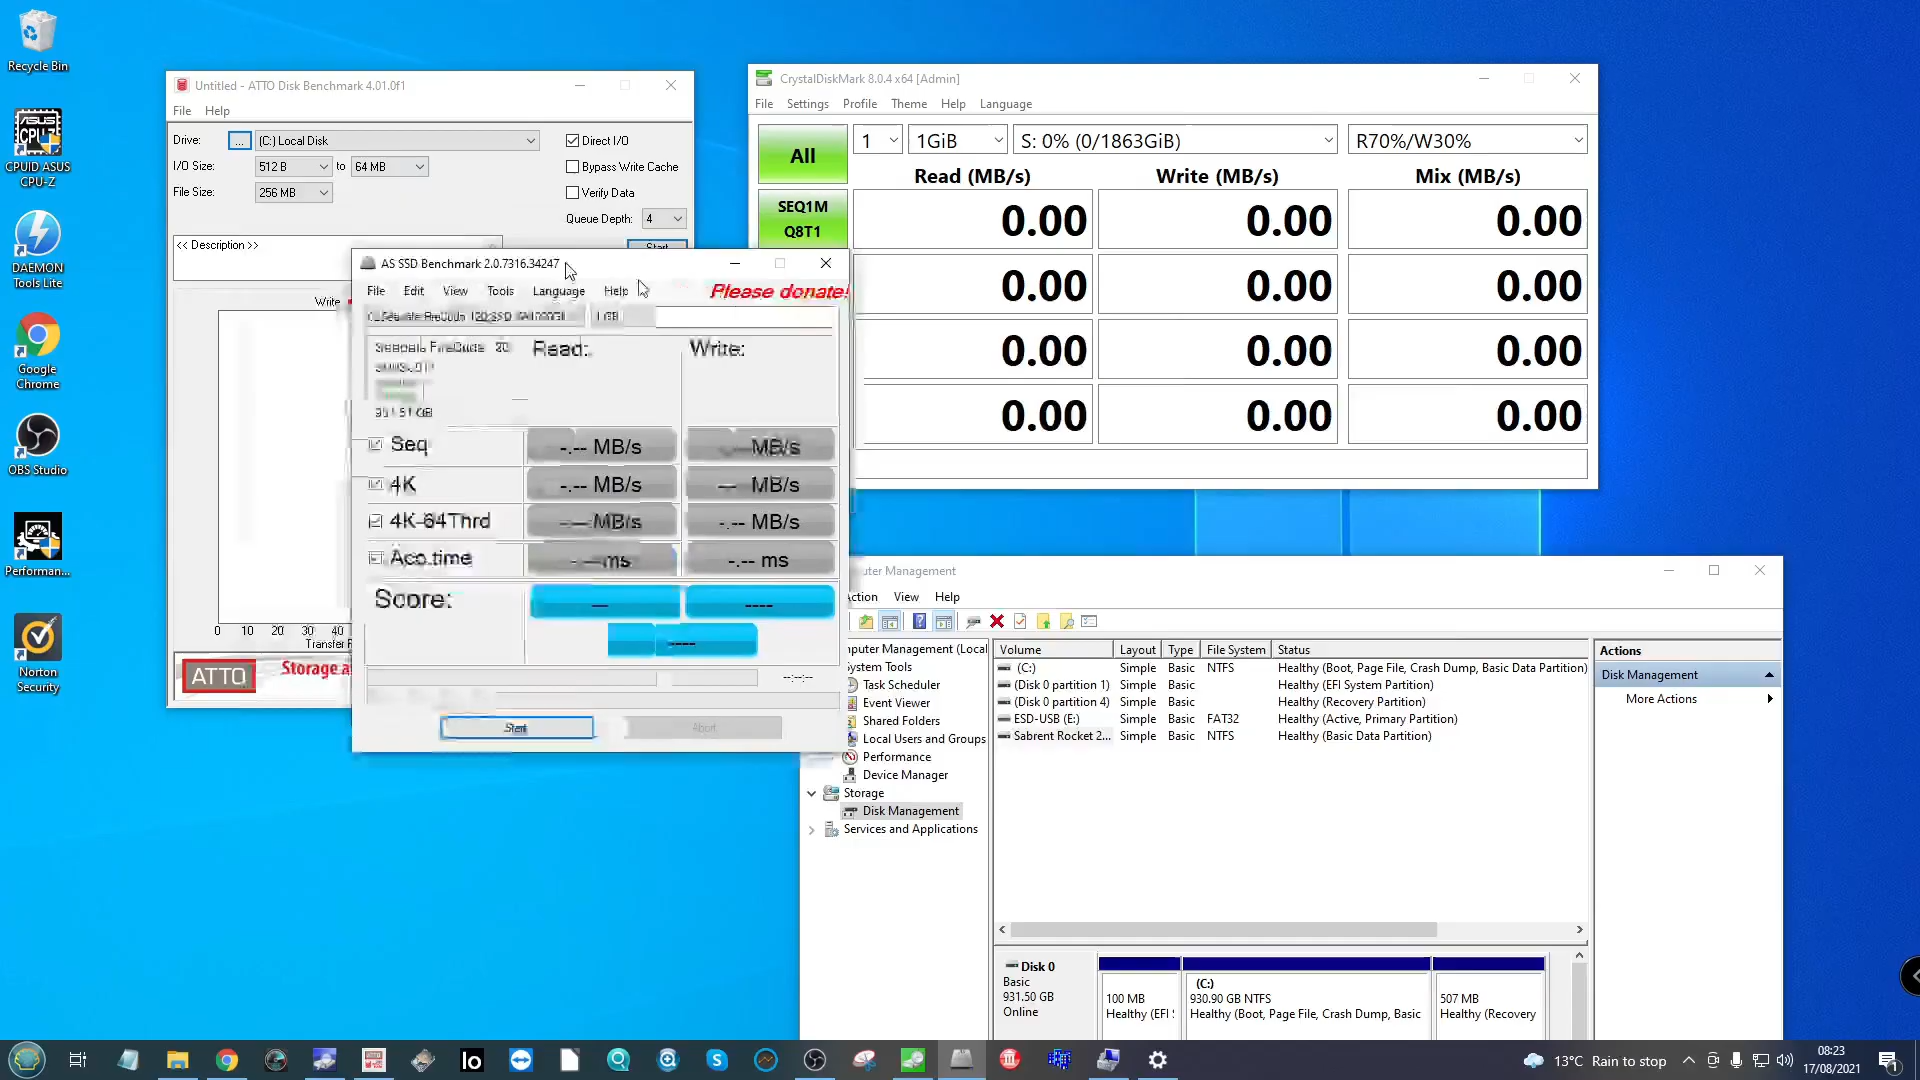 Recycle Bin
CPUID ASUS
CPU-Z
DAEMON
Tools Lite
Google
Chrome
OBS Studio
Performan...
Norton
Security
Untitled - ATTO Disk Benchmark 4.01.0f1
File Help
Drive: ... (C:) Local Disk
I/O Size: 512 B to 64 MB
File Size: 256 MB
Direct I/O
Bypass Write Cache
Verify Data
Queue Depth: 4
<< Description >>
Start
Write
0 10 20 30 40
Transfer R
ATTO
Storage a
AS SSD Benchmark 2.0.7316.34247
File Edit View Tools Language Help
Please donate!
Read: Write:
Seq -.-- MB/s MB/s
4K -.-- MB/s MB/s
4K-64Thrd MB/s -.-- MB/s
Acc.time ms -.-- ms
Score: ----
----
--:--:--
Start Abort
CrystalDiskMark 8.0.4 x64 [Admin]
File Settings Profile Theme Help Language
All 1 1GiB S: 0% (0/1863GiB) R70%/W30%
Read (MB/s) Write (MB/s) Mix (MB/s)
SEQ1M
Q8T1
0.00 0.00 0.00
0.00 0.00 0.00
0.00 0.00 0.00
0.00 0.00 0.00
uter Management
Action View Help
mputer Management (Local
System Tools
Task Scheduler
Event Viewer
Shared Folders
Local Users and Groups
Performance
Device Manager
Storage
Disk Management
Services and Applications
Volume Layout Type File System Status
(C:) Simple Basic NTFS Healthy (Boot, Page File, Crash Dump, Basic Data Partition)
(Disk 0 partition 1) Simple Basic Healthy (EFI System Partition)
(Disk 0 partition 4) Simple Basic Healthy (Recovery Partition)
ESD-USB (E:) Simple Basic FAT32 Healthy (Active, Primary Partition)
Sabrent Rocket 2... Simple Basic NTFS Healthy (Basic Data Partition)
Actions
Disk Management
More Actions
Disk 0
Basic
931.50 GB
Online
100 MB
Healthy (EFI S
(C:)
930.90 GB NTFS
Healthy (Boot, Page File, Crash Dump, Basic
507 MB
Healthy (Recovery
Io
13°C Rain to stop
08:23
17/08/2021
1